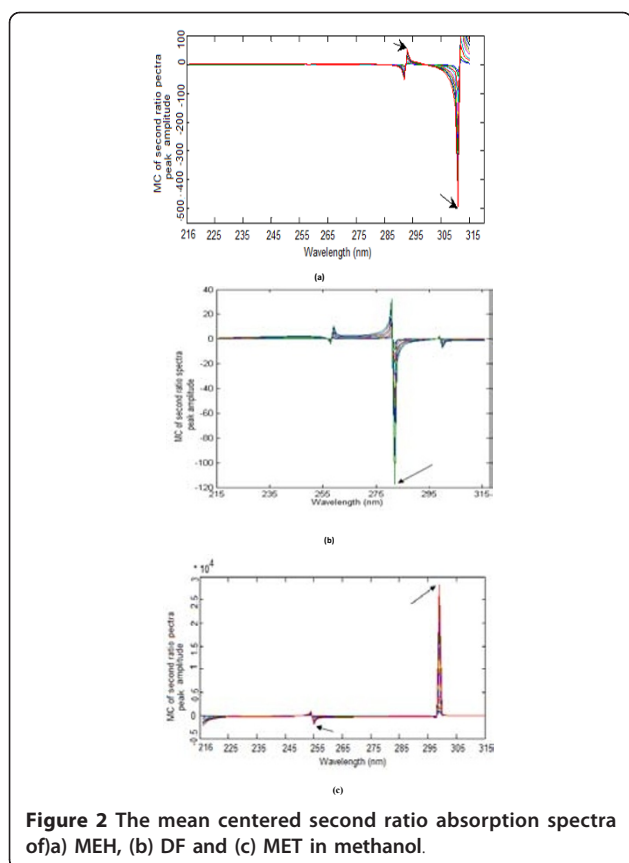 100
0
-100
-200
-300
-400
-500
MC of second ratio spectra
peak amplitude
216 225 235 245 255 265 275 285 295 305 315
Wavelength (nm)
(a)
40
20
0
-20
-40
-60
-80
-100
-120
MC of second ratio spectra
peak amplitude
215 235 255 275 295 315
Wavelength (nm)
(b)
x 10^4
3
2.5
2
1.5
1
0.5
0
-0.5
MC of second ratio spectra
peak amplitude
216 225 235 245 255 265 275 285 295 305 315
Wavelength (nm)
(c)
Figure 2 The mean centered second ratio absorption spectra
of)a) MEH, (b) DF and (c) MET in methanol.